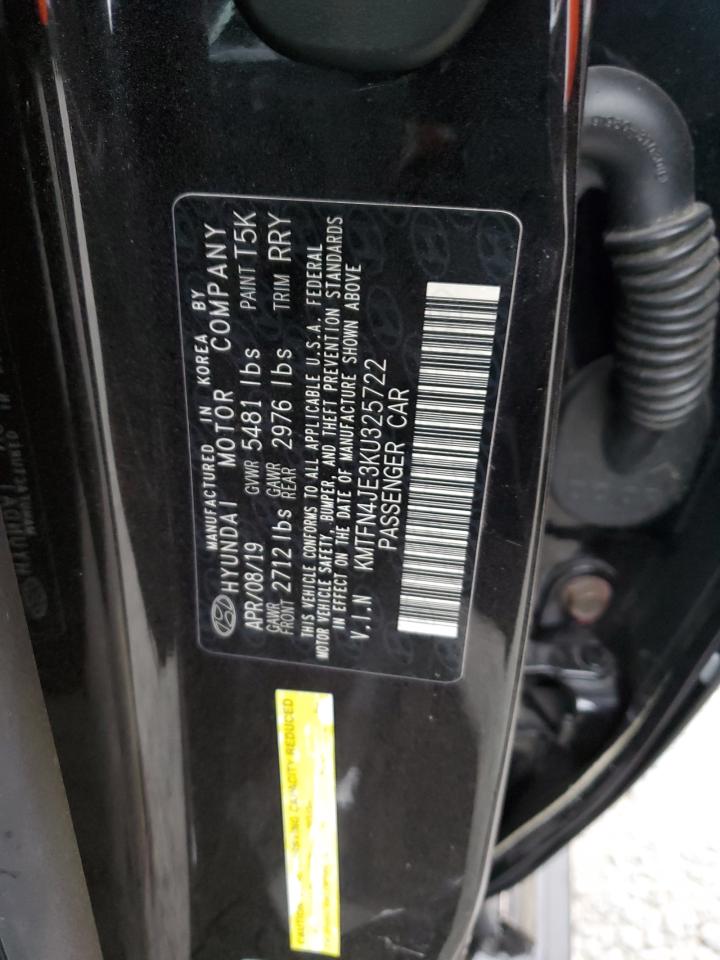 MANUFACTURED IN KOREA BY
HYUNDAI MOTOR COMPANY
APR/08/19 GVWR 5481 lbs PAINT T5K
GAWR FRONT 2712 lbs GAWR REAR 2976 lbs TRIM RRY
THIS VEHICLE CONFORMS TO ALL APPLICABLE U.S.A. FEDERAL
MOTOR VEHICLE SAFETY, BUMPER, AND THEFT PREVENTION STANDARDS
IN EFFECT ON THE DATE OF MANUFACTURE SHOWN ABOVE
V.I.N KMTFN4JE3KU325722
PASSENGER CAR
CAPACITY REDUCED